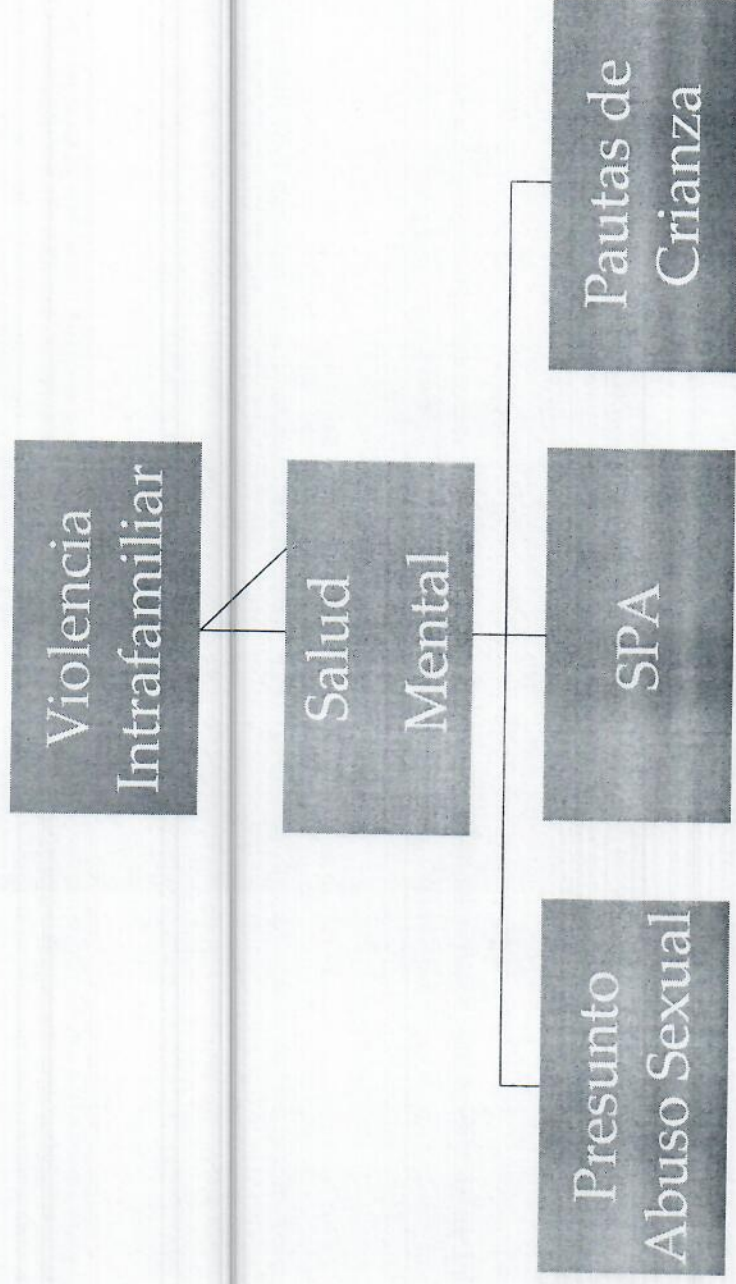 Violencia
Intrafamiliar
Salud
Mental
Presunto
Abuso Sexual
SPA
Pautas de
Crianza